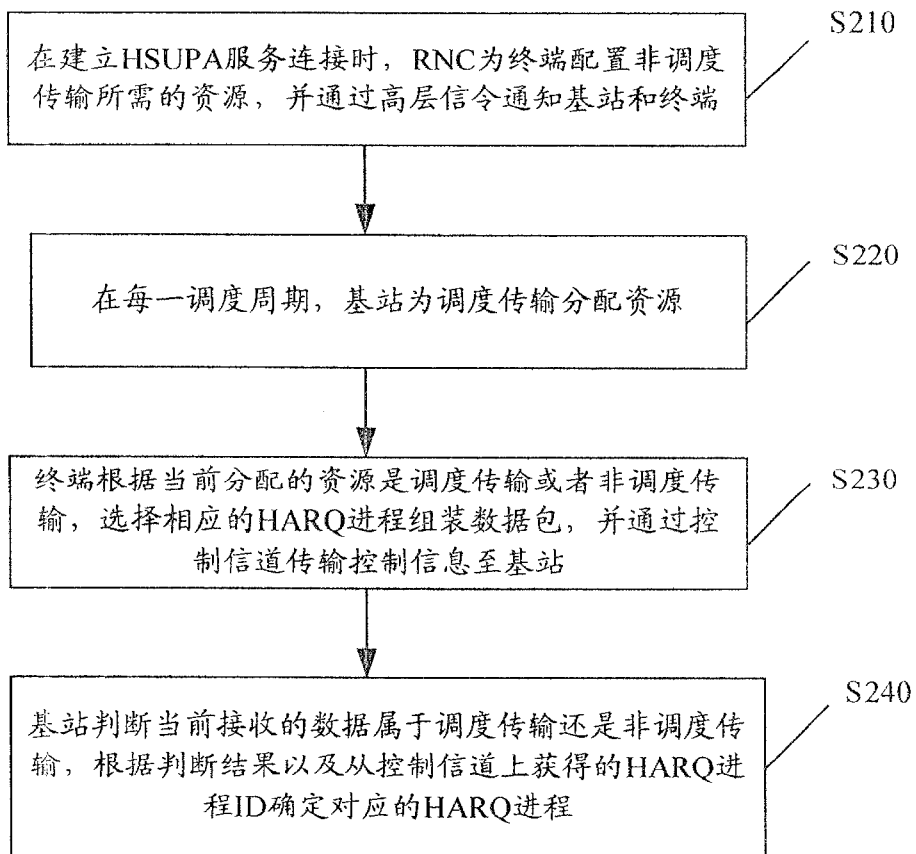 S210
在建立HSUPA服务连接时，RNC为终端配置非调度
传输所需的资源，并通过高层信令通知基站和终端
S220
在每一调度周期，基站为调度传输分配资源
S230
终端根据当前分配的资源是调度传输或者非调度传
输，选择相应的HARQ进程组装数据包，并通过控
制信道传输控制信息至基站
S240
基站判断当前接收的数据属于调度传输还是非调度传
输，根据判断结果以及从控制信道上获得的HARQ进
程ID确定对应的HARQ进程